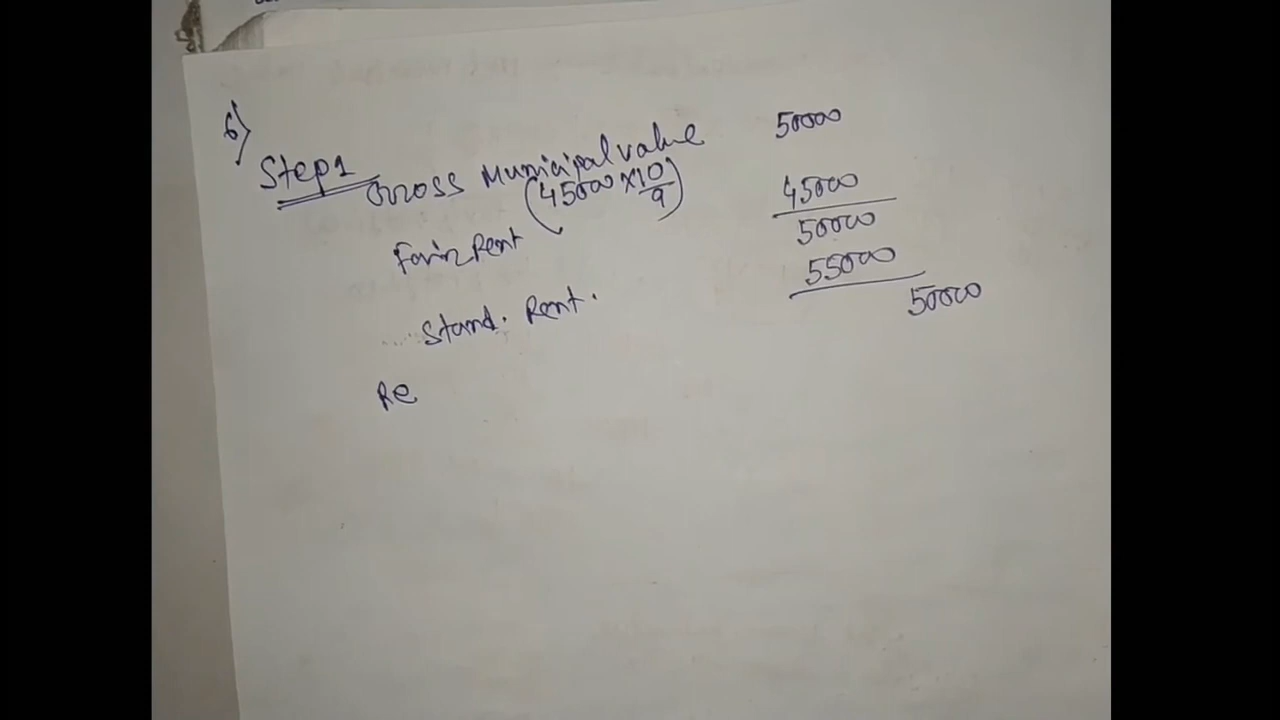 6)
Step1 Gross Municipal value 50000
(45000 × 10/9)
Fair Rent 45000
50000
Stand. Rent. 55000
50000
Re